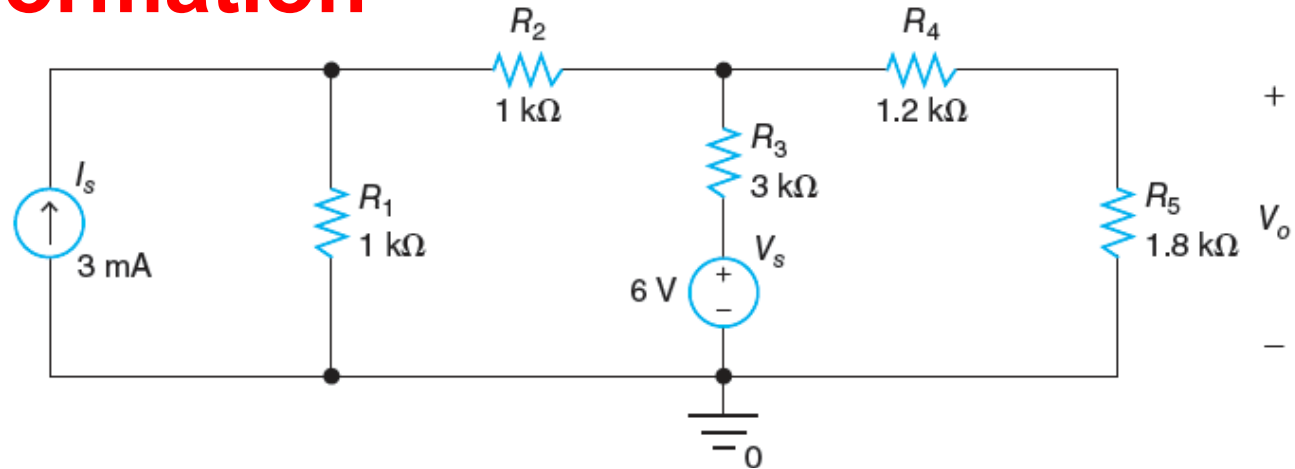 ormation
R2
1 kΩ
R4
1.2 kΩ
+
R3
3 kΩ
Is
3 mA
R1
1 kΩ
R5
1.8 kΩ
Vo
Vs
6 V
+
−
−
0